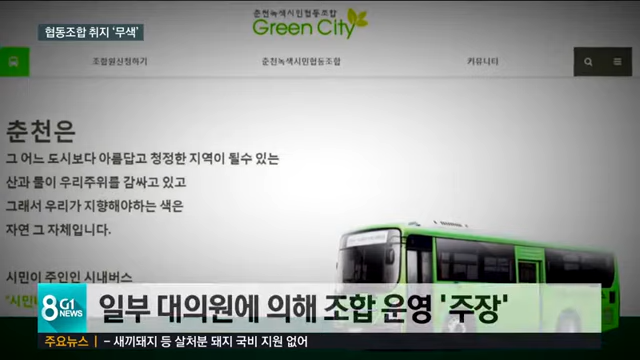 협동조합 취지 '무색'
춘천녹색시민협동조합
Green City
조합원신청하기
춘천녹색시민협동조합
커뮤니티
춘천은
그 어느 도시보다 아름답고 청정한 지역이 될수 있는
산과 물이 우리주위를 감싸고 있고
그래서 우리가 지향해야하는 색은
자연 그 자체입니다.
시민이 주인인 시내버스
8 G1 NEWS
일부 대의원에 의해 조합 운영 '주장'
주요뉴스 - 새끼돼지 등 살처분 돼지 국비 지원 없어